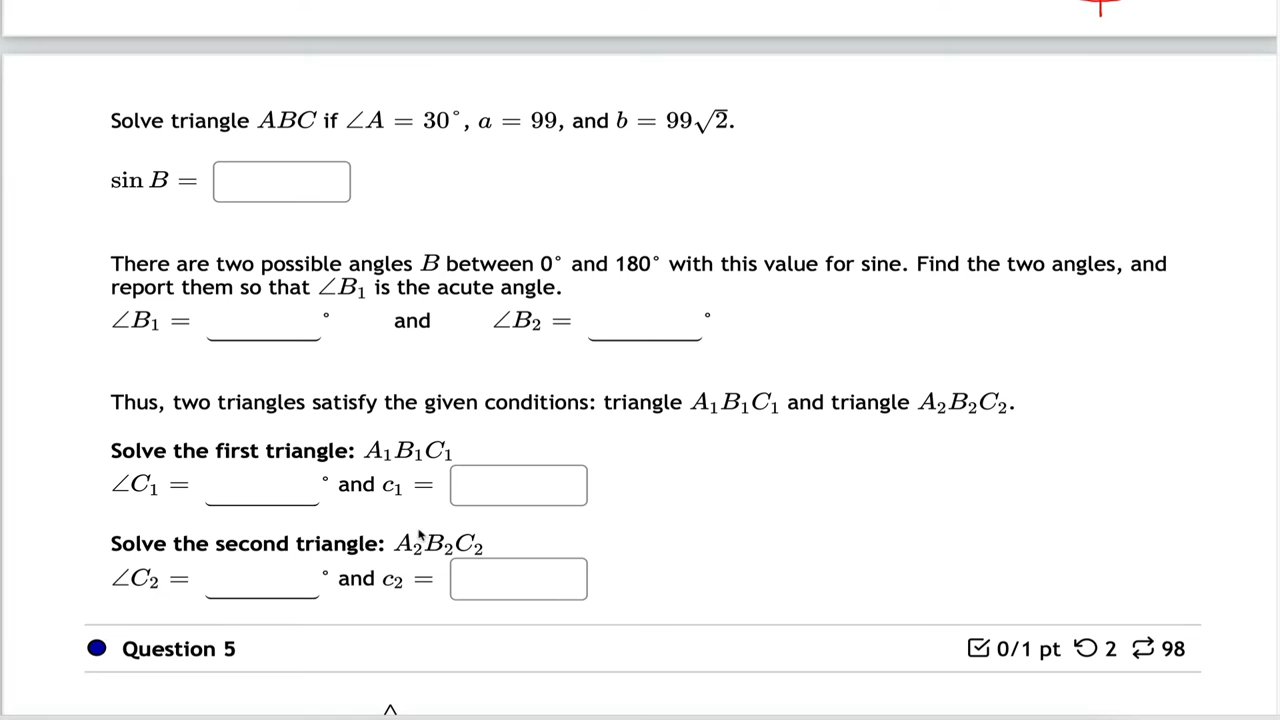 Solve triangle ABC if ∠A = 30°, a = 99, and b = 99√2.
sin B =
There are two possible angles B between 0° and 180° with this value for sine. Find the two angles, and
report them so that ∠B₁ is the acute angle.
∠B₁ = ° and ∠B₂ = °
Thus, two triangles satisfy the given conditions: triangle A₁B₁C₁ and triangle A₂B₂C₂.
Solve the first triangle: A₁B₁C₁
∠C₁ = ° and c₁ =
Solve the second triangle: A₂B₂C₂
∠C₂ = ° and c₂ =
Question 5 0/1 pt 2 98